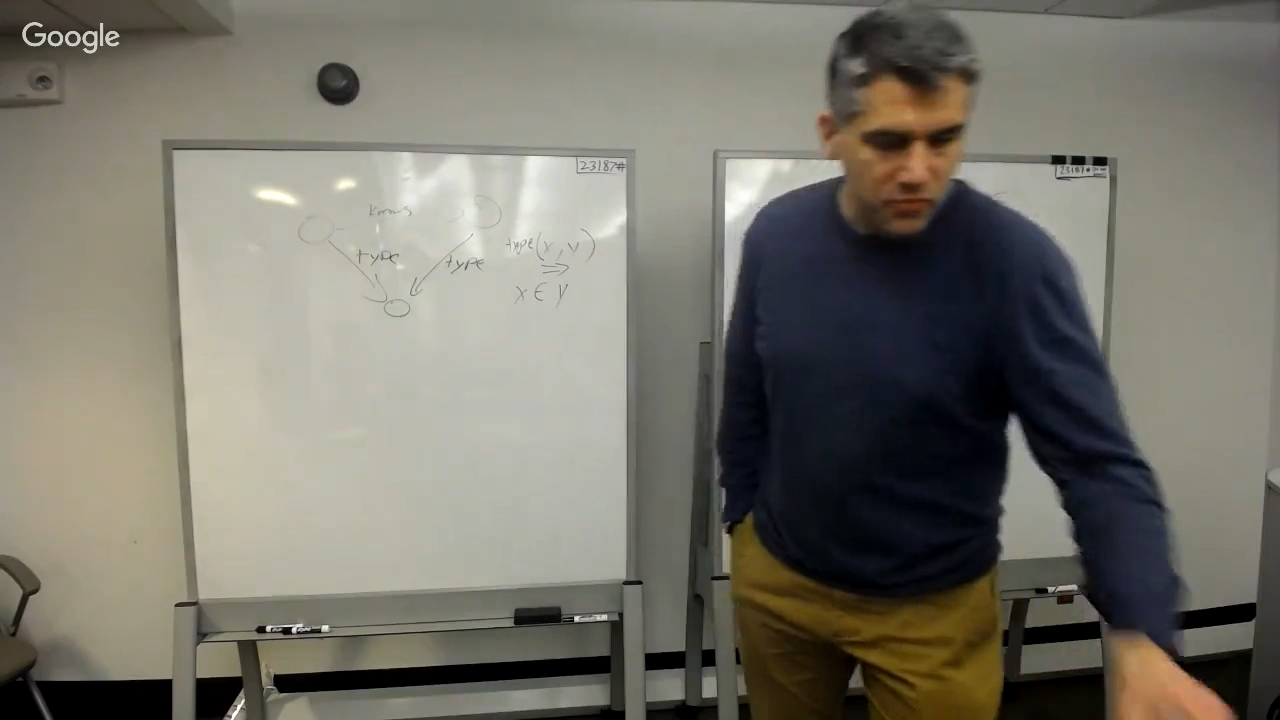 Google
23187#
Knows
type type
type(x, v)
⇒
x ∈ y
23187#